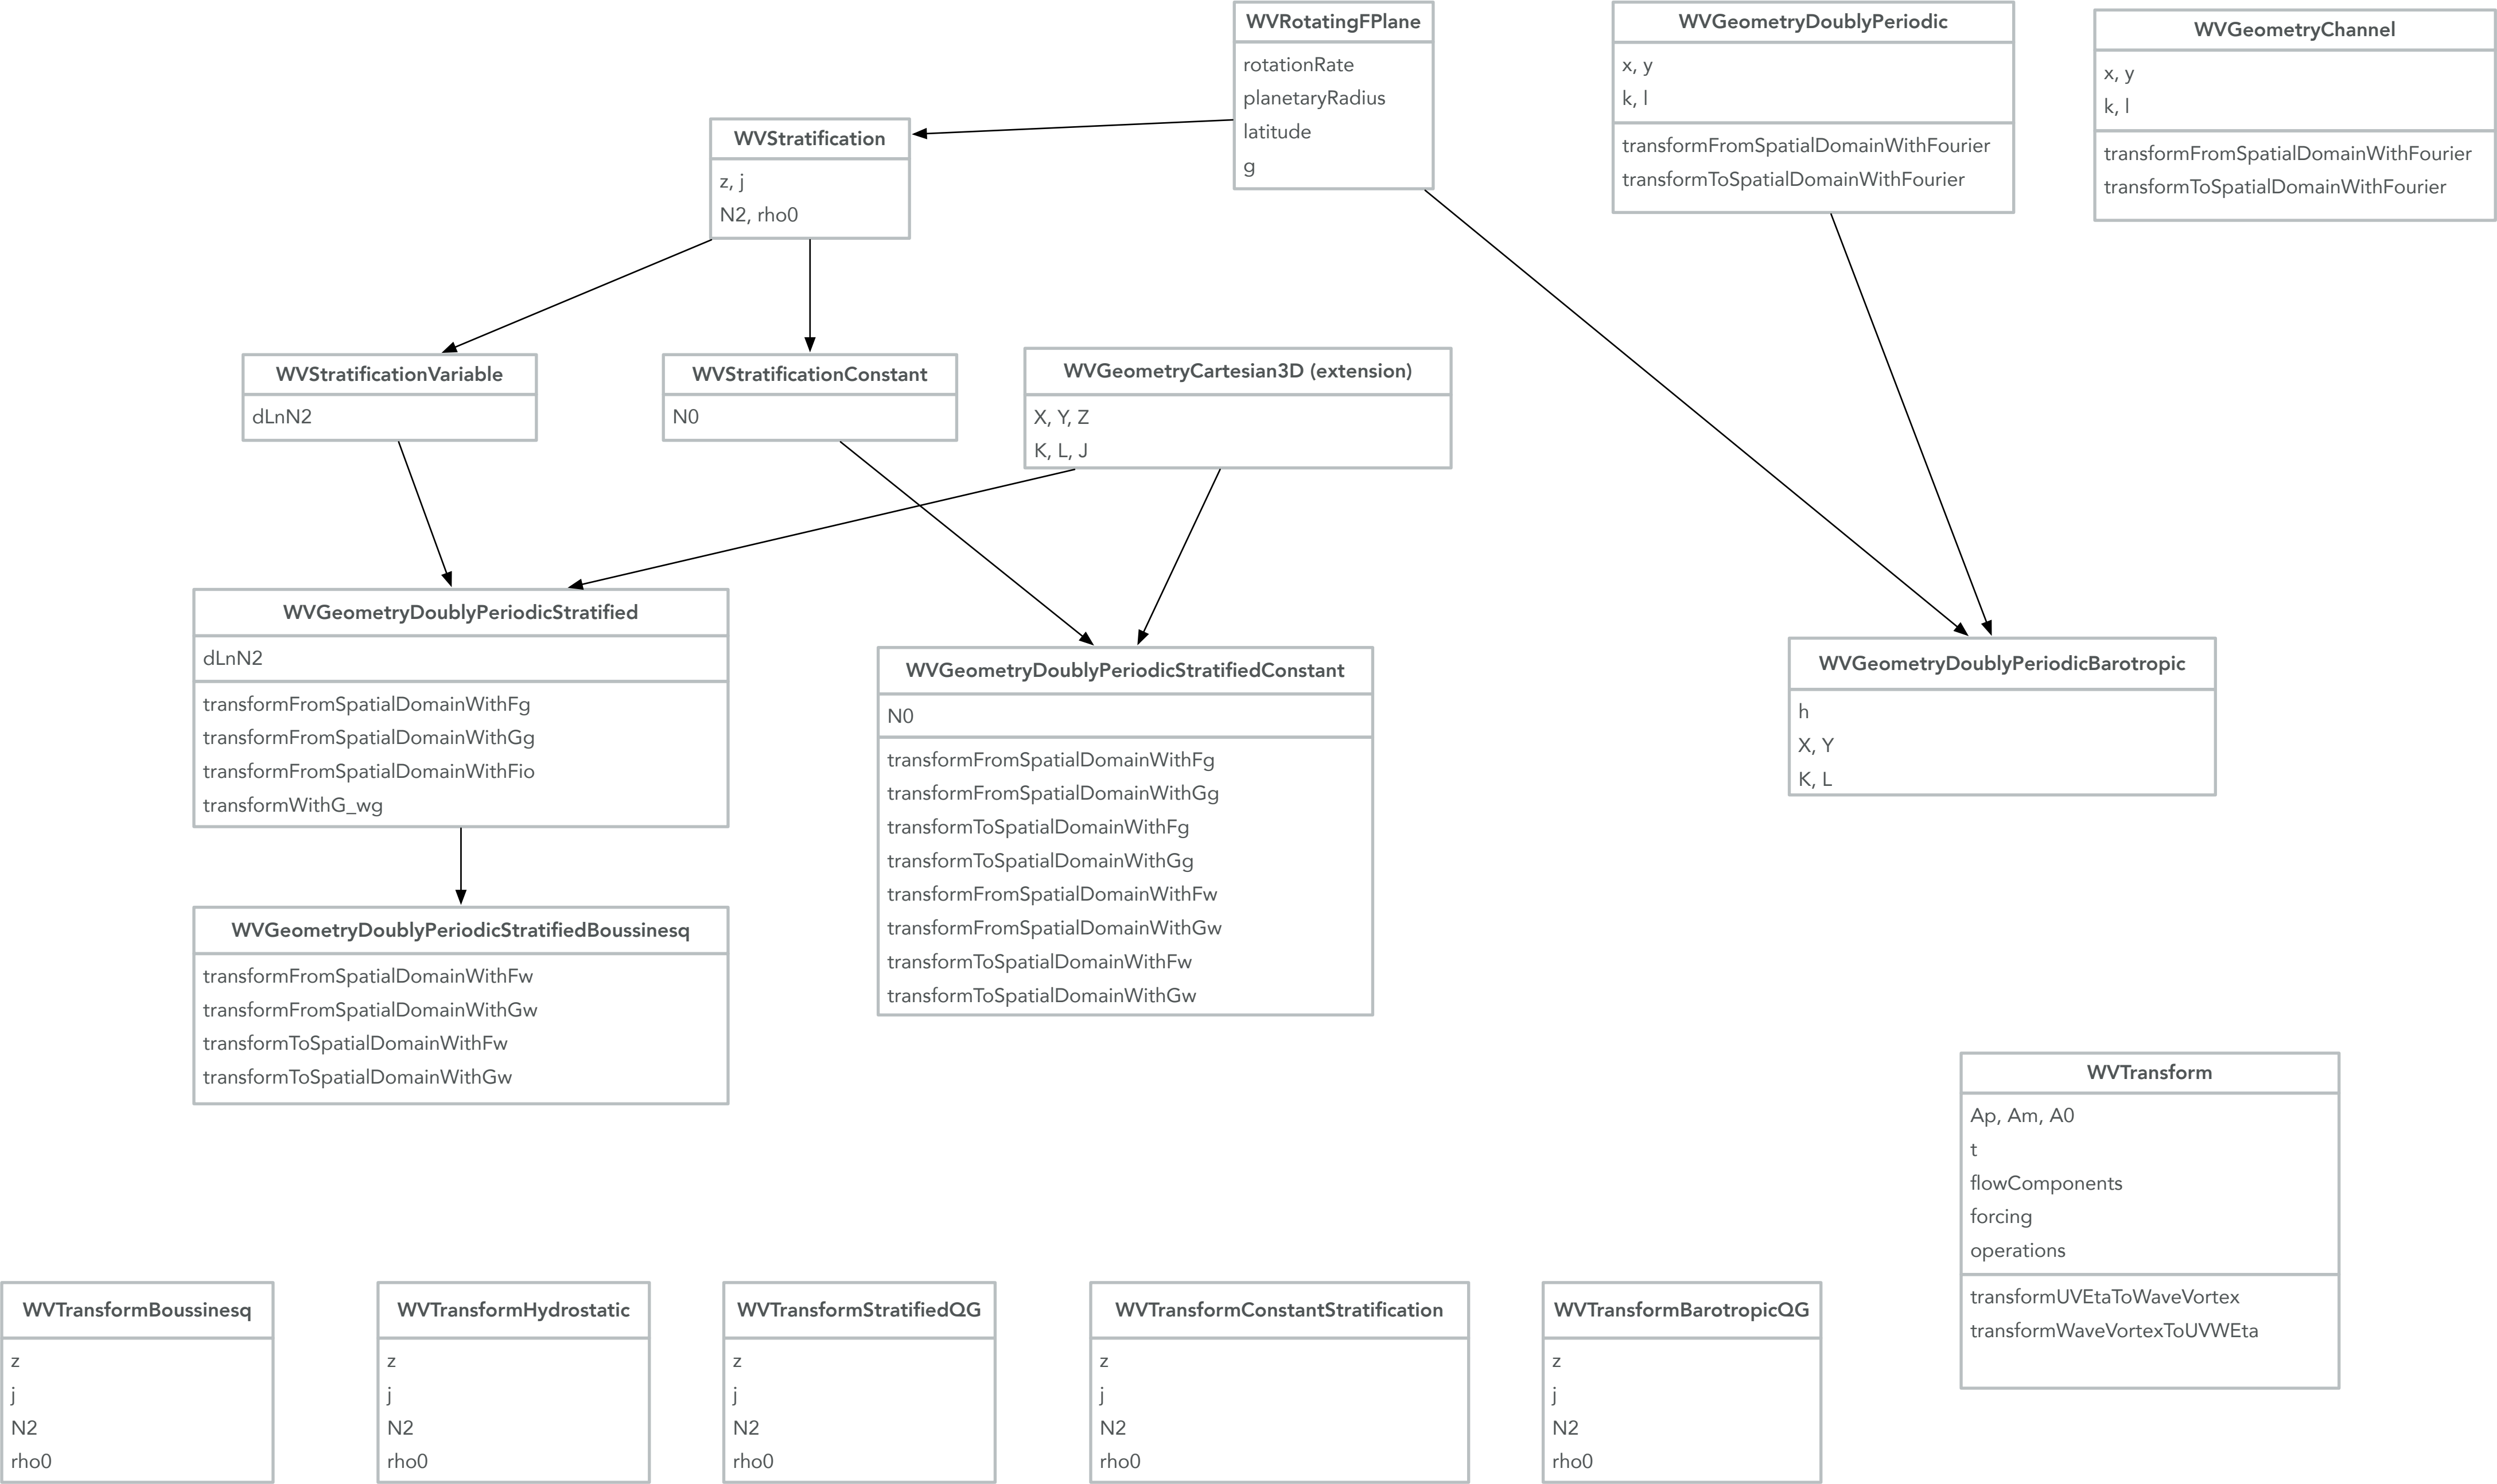 WVRotatingFPlane
rotationRate
planetaryRadius
latitude
g
WVGeometryDoublyPeriodic
x, y
k, l
transformFromSpatialDomainWithFourier
transformToSpatialDomainWithFourier
WVGeometryChannel
x, y
k, l
transformFromSpatialDomainWithFourier
transformToSpatialDomainWithFourier
WVStratification
z, j
N2, rho0
WVStratificationVariable
dLnN2
WVStratificationConstant
N0
WVGeometryCartesian3D (extension)
X, Y, Z
K, L, J
WVGeometryDoublyPeriodicStratified
dLnN2
transformFromSpatialDomainWithFg
transformFromSpatialDomainWithGg
transformFromSpatialDomainWithFio
transformWithG_wg
WVGeometryDoublyPeriodicStratifiedConstant
N0
transformFromSpatialDomainWithFg
transformFromSpatialDomainWithGg
transformToSpatialDomainWithFg
transformToSpatialDomainWithGg
transformFromSpatialDomainWithFw
transformFromSpatialDomainWithGw
transformToSpatialDomainWithFw
transformToSpatialDomainWithGw
WVGeometryDoublyPeriodicBarotropic
h
X, Y
K, L
WVGeometryDoublyPeriodicStratifiedBoussinesq
transformFromSpatialDomainWithFw
transformFromSpatialDomainWithGw
transformToSpatialDomainWithFw
transformToSpatialDomainWithGw
WVTransform
Ap, Am, A0
t
flowComponents
forcing
operations
transformUVEtaToWaveVortex
transformWaveVortexToUVWEta
WVTransformBoussinesq
z
j
N2
rho0
WVTransformHydrostatic
z
j
N2
rho0
WVTransformStratifiedQG
z
j
N2
rho0
WVTransformConstantStratification
z
j
N2
rho0
WVTransformBarotropicQG
z
j
N2
rho0